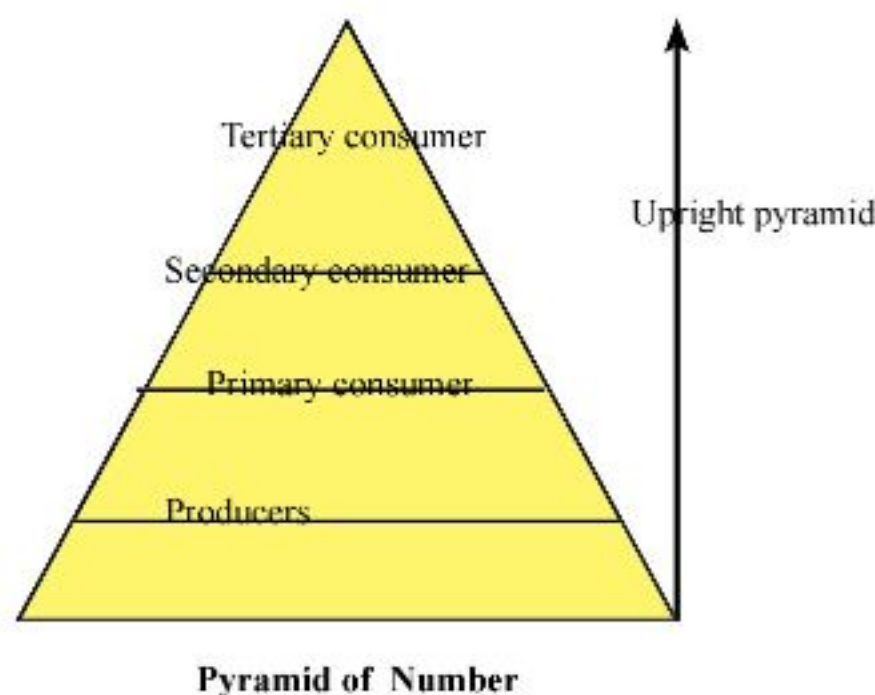 Tertiary consumer
Upright pyramid
Secondary consumer
Primary consumer
Producers
Pyramid of Number